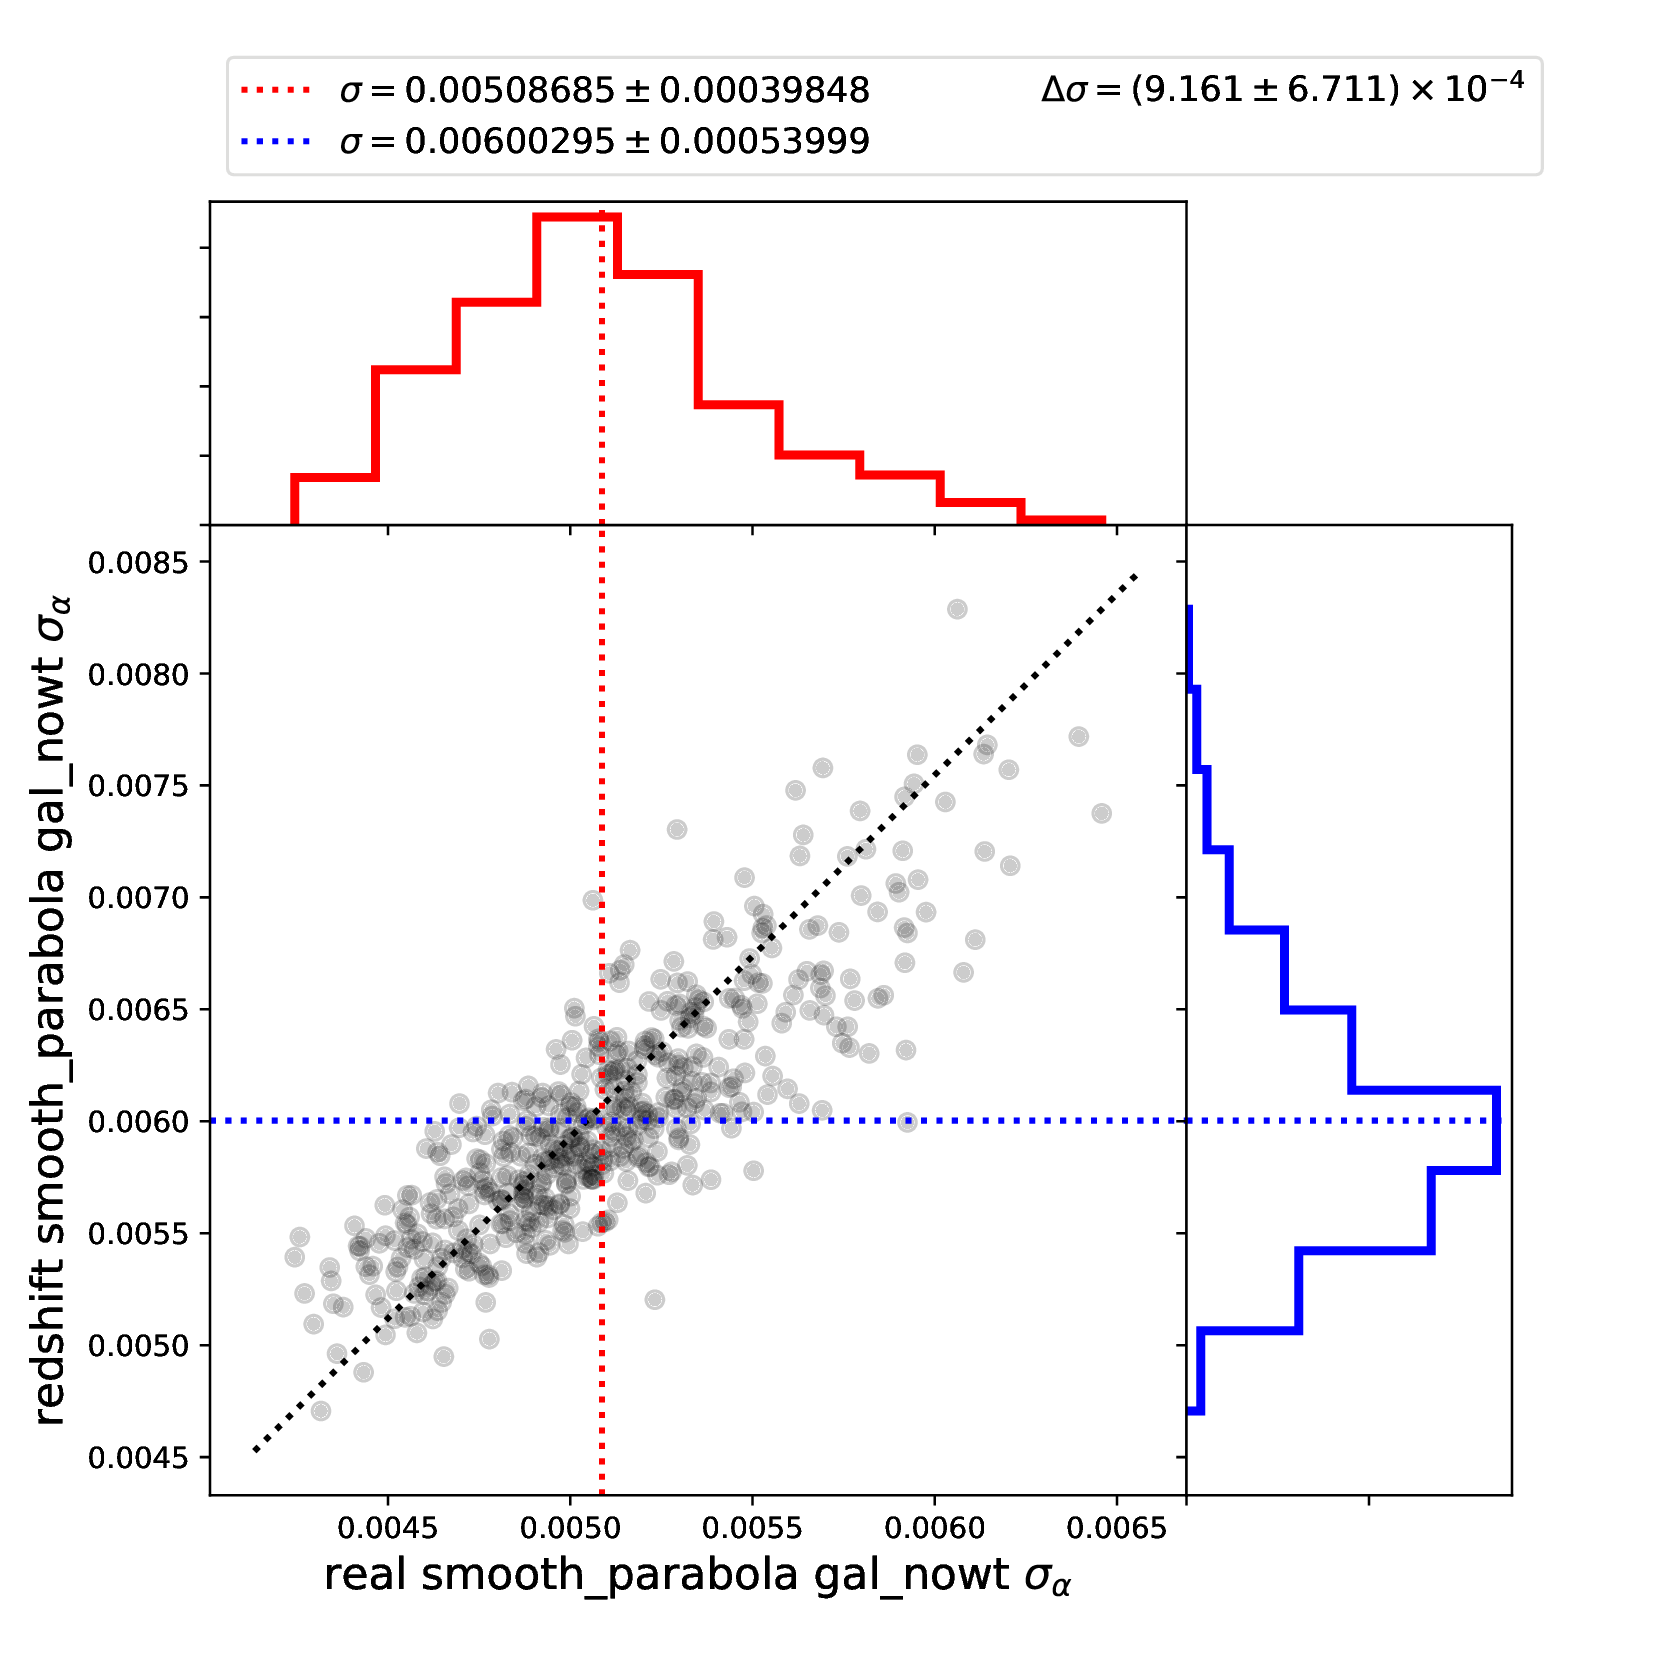 σ = 0.00508685 ± 0.00039848
Δσ = (9.161 ± 6.711) × 10⁻⁴
σ = 0.00600295 ± 0.00053999
0.0085
0.0080
0.0075
0.0070
0.0065
0.0060
0.0055
0.0050
0.0045
redshift smooth_parabola gal_nowt σ_α
0.0045 0.0050 0.0055 0.0060 0.0065
real smooth_parabola gal_nowt σ_α